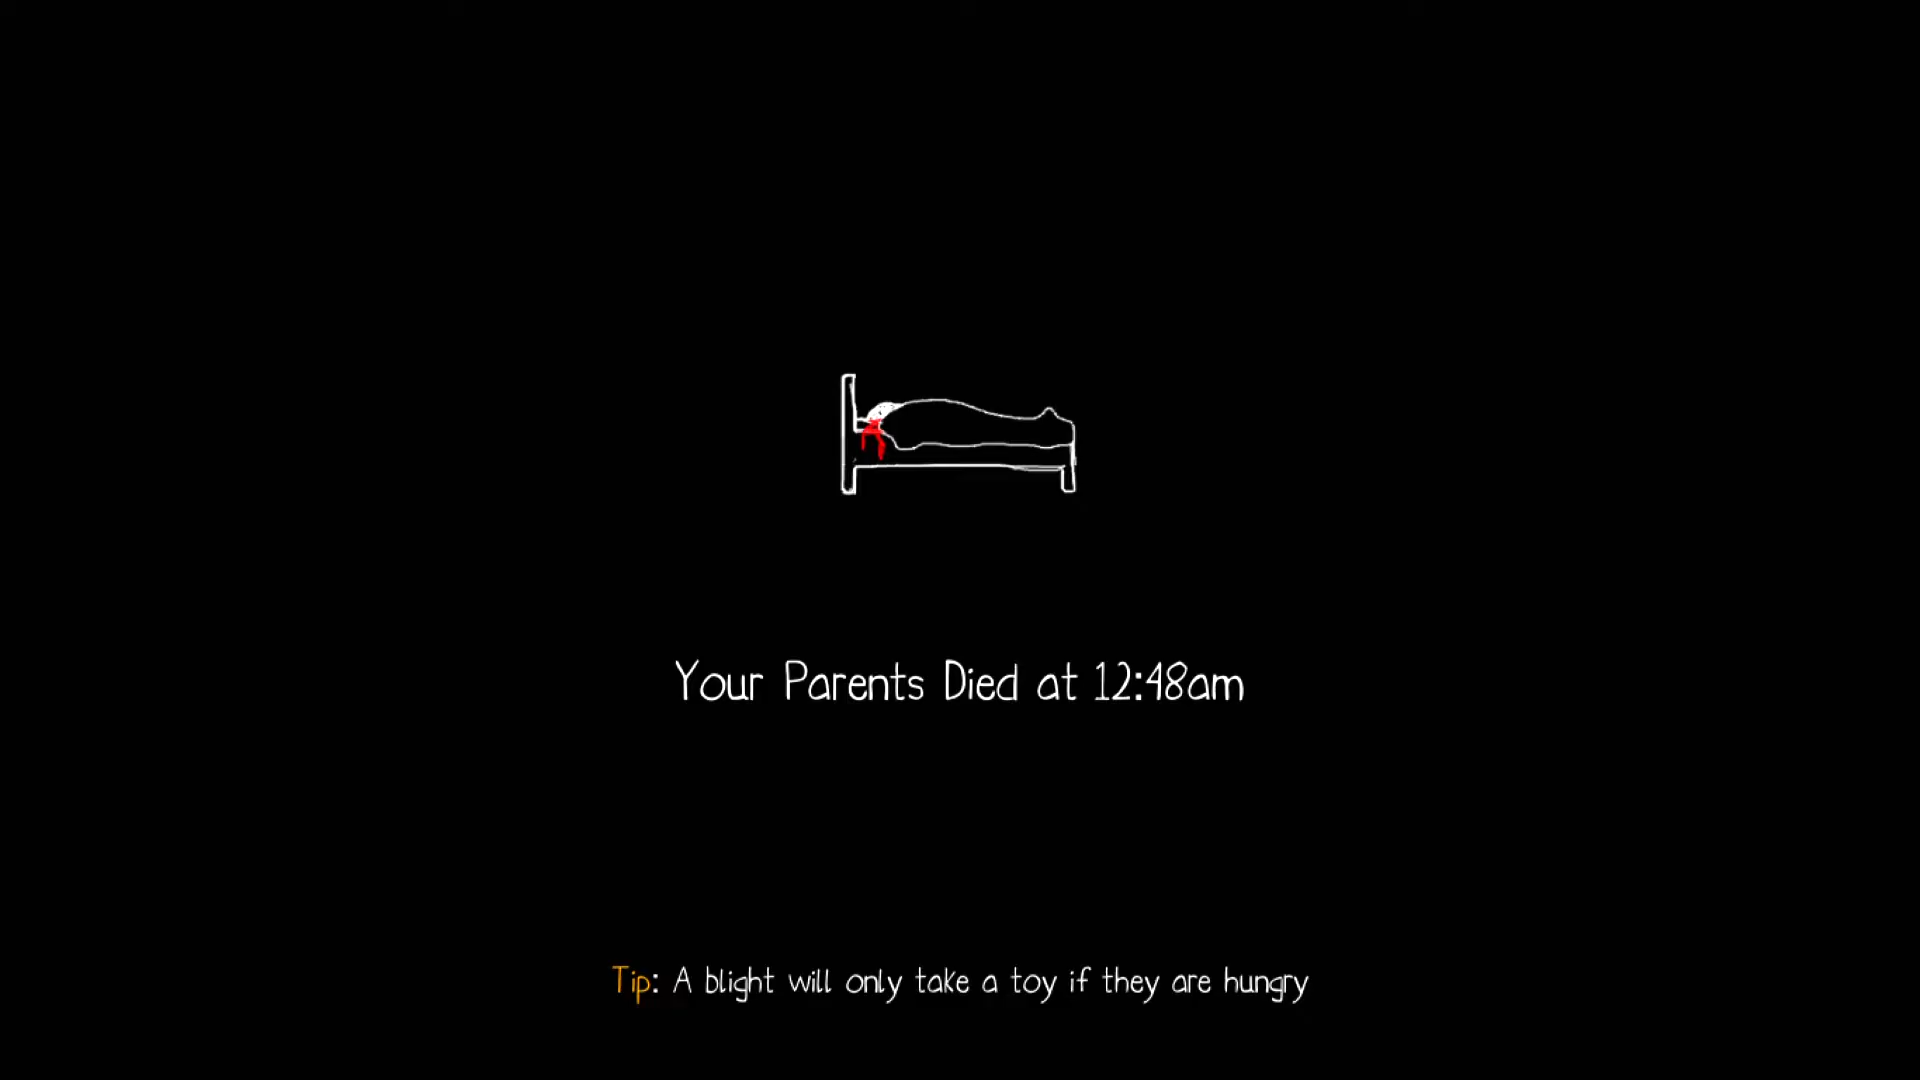 Your Parents Died at 12:48am
Tip: A blight will only take a toy if they are hungry